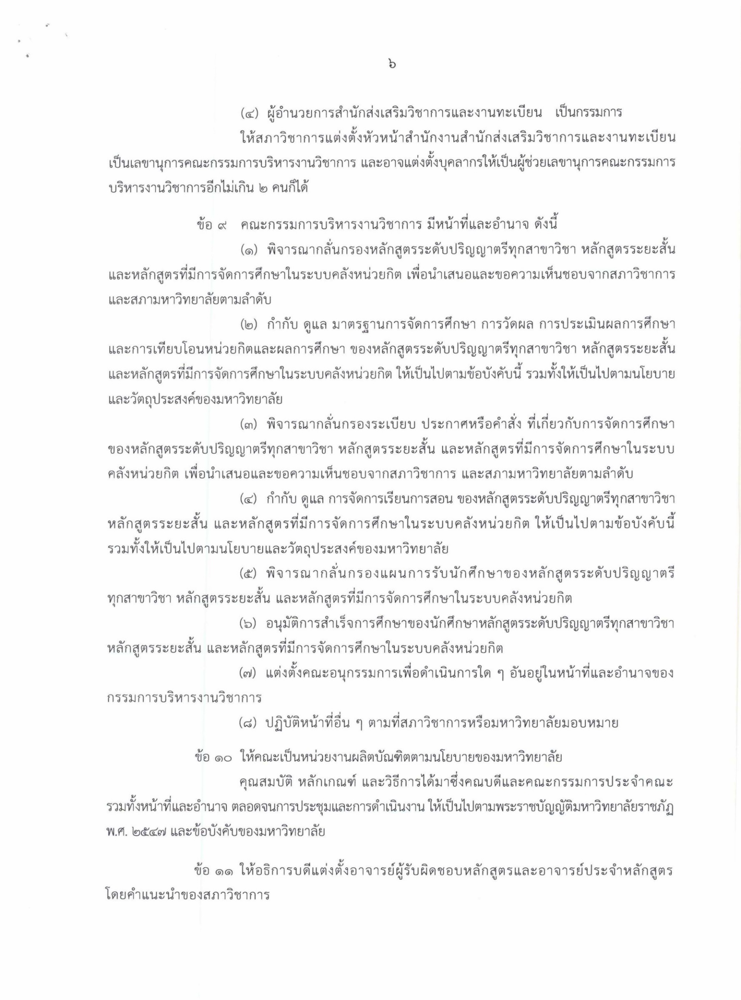 ๖
(๔) ผู้อำนวยการสำนักส่งเสริมวิชาการและงานทะเบียน เป็นกรรมการ
ให้สภาวิชาการแต่งตั้งหัวหน้าสำนักงานสำนักส่งเสริมวิชาการและงานทะเบียน
เป็นเลขานุการคณะกรรมการบริหารงานวิชาการ และอาจแต่งตั้งบุคลากรให้เป็นผู้ช่วยเลขานุการคณะกรรมการ
บริหารงานวิชาการอีกไม่เกิน ๒ คนก็ได้
ข้อ ๙ คณะกรรมการบริหารงานวิชาการ มีหน้าที่และอำนาจ ดังนี้
(๑) พิจารณากลั่นกรองหลักสูตรระดับปริญญาตรีทุกสาขาวิชา หลักสูตรระยะสั้น
และหลักสูตรที่มีการจัดการศึกษาในระบบคลังหน่วยกิต เพื่อนำเสนอและขอความเห็นชอบจากสภาวิชาการ
และสภามหาวิทยาลัยตามลำดับ
(๒) กำกับ ดูแล มาตรฐานการจัดการศึกษา การวัดผล การประเมินผลการศึกษา
และการเทียบโอนหน่วยกิตและผลการศึกษา ของหลักสูตรระดับปริญญาตรีทุกสาขาวิชา หลักสูตรระยะสั้น
และหลักสูตรที่มีการจัดการศึกษาในระบบคลังหน่วยกิต ให้เป็นไปตามข้อบังคับนี้ รวมทั้งให้เป็นไปตามนโยบาย
และวัตถุประสงค์ของมหาวิทยาลัย
(๓) พิจารณากลั่นกรองระเบียบ ประกาศหรือคำสั่ง ที่เกี่ยวกับการจัดการศึกษา
ของหลักสูตรระดับปริญญาตรีทุกสาขาวิชา หลักสูตรระยะสั้น และหลักสูตรที่มีการจัดการศึกษาในระบบ
คลังหน่วยกิต เพื่อนำเสนอและขอความเห็นชอบจากสภาวิชาการ และสภามหาวิทยาลัยตามลำดับ
(๔) กำกับ ดูแล การจัดการเรียนการสอน ของหลักสูตรระดับปริญญาตรีทุกสาขาวิชา
หลักสูตรระยะสั้น และหลักสูตรที่มีการจัดการศึกษาในระบบคลังหน่วยกิต ให้เป็นไปตามข้อบังคับนี้
รวมทั้งให้เป็นไปตามนโยบายและวัตถุประสงค์ของมหาวิทยาลัย
(๕) พิจารณากลั่นกรองแผนการรับนักศึกษาของหลักสูตรระดับปริญญาตรี
ทุกสาขาวิชา หลักสูตรระยะสั้น และหลักสูตรที่มีการจัดการศึกษาในระบบคลังหน่วยกิต
(๖) อนุมัติการสำเร็จการศึกษาของนักศึกษาหลักสูตรระดับปริญญาตรีทุกสาขาวิชา
หลักสูตรระยะสั้น และหลักสูตรที่มีการจัดการศึกษาในระบบคลังหน่วยกิต
(๗) แต่งตั้งคณะอนุกรรมการเพื่อดำเนินการใด ๆ อันอยู่ในหน้าที่และอำนาจของ
กรรมการบริหารงานวิชาการ
(๘) ปฏิบัติหน้าที่อื่น ๆ ตามที่สภาวิชาการหรือมหาวิทยาลัยมอบหมาย
ข้อ ๑๐ ให้คณะเป็นหน่วยงานผลิตบัณฑิตตามนโยบายของมหาวิทยาลัย
คุณสมบัติ หลักเกณฑ์ และวิธีการได้มาซึ่งคณบดีและคณะกรรมการประจำคณะ
รวมทั้งหน้าที่และอำนาจ ตลอดจนการประชุมและการดำเนินงาน ให้เป็นไปตามพระราชบัญญัติมหาวิทยาลัยราชภัฏ
พ.ศ. ๒๕๔๗ และข้อบังคับของมหาวิทยาลัย
ข้อ ๑๑ ให้อธิการบดีแต่งตั้งอาจารย์ผู้รับผิดชอบหลักสูตรและอาจารย์ประจำหลักสูตร
โดยคำแนะนำของสภาวิชาการ